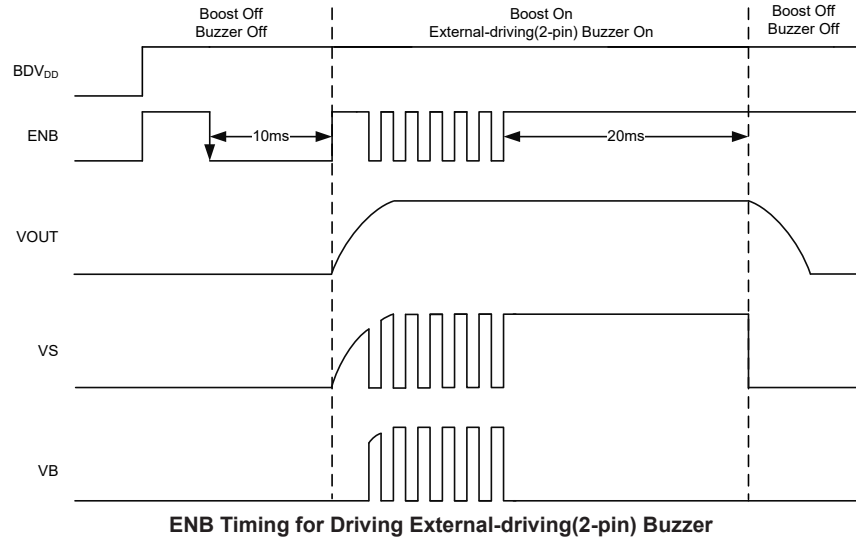 Boost Off
Buzzer Off
Boost On
External-driving(2-pin) Buzzer On
Boost Off
Buzzer Off
BDVDD
ENB
10ms
20ms
VOUT
VS
VB
ENB Timing for Driving External-driving(2-pin) Buzzer